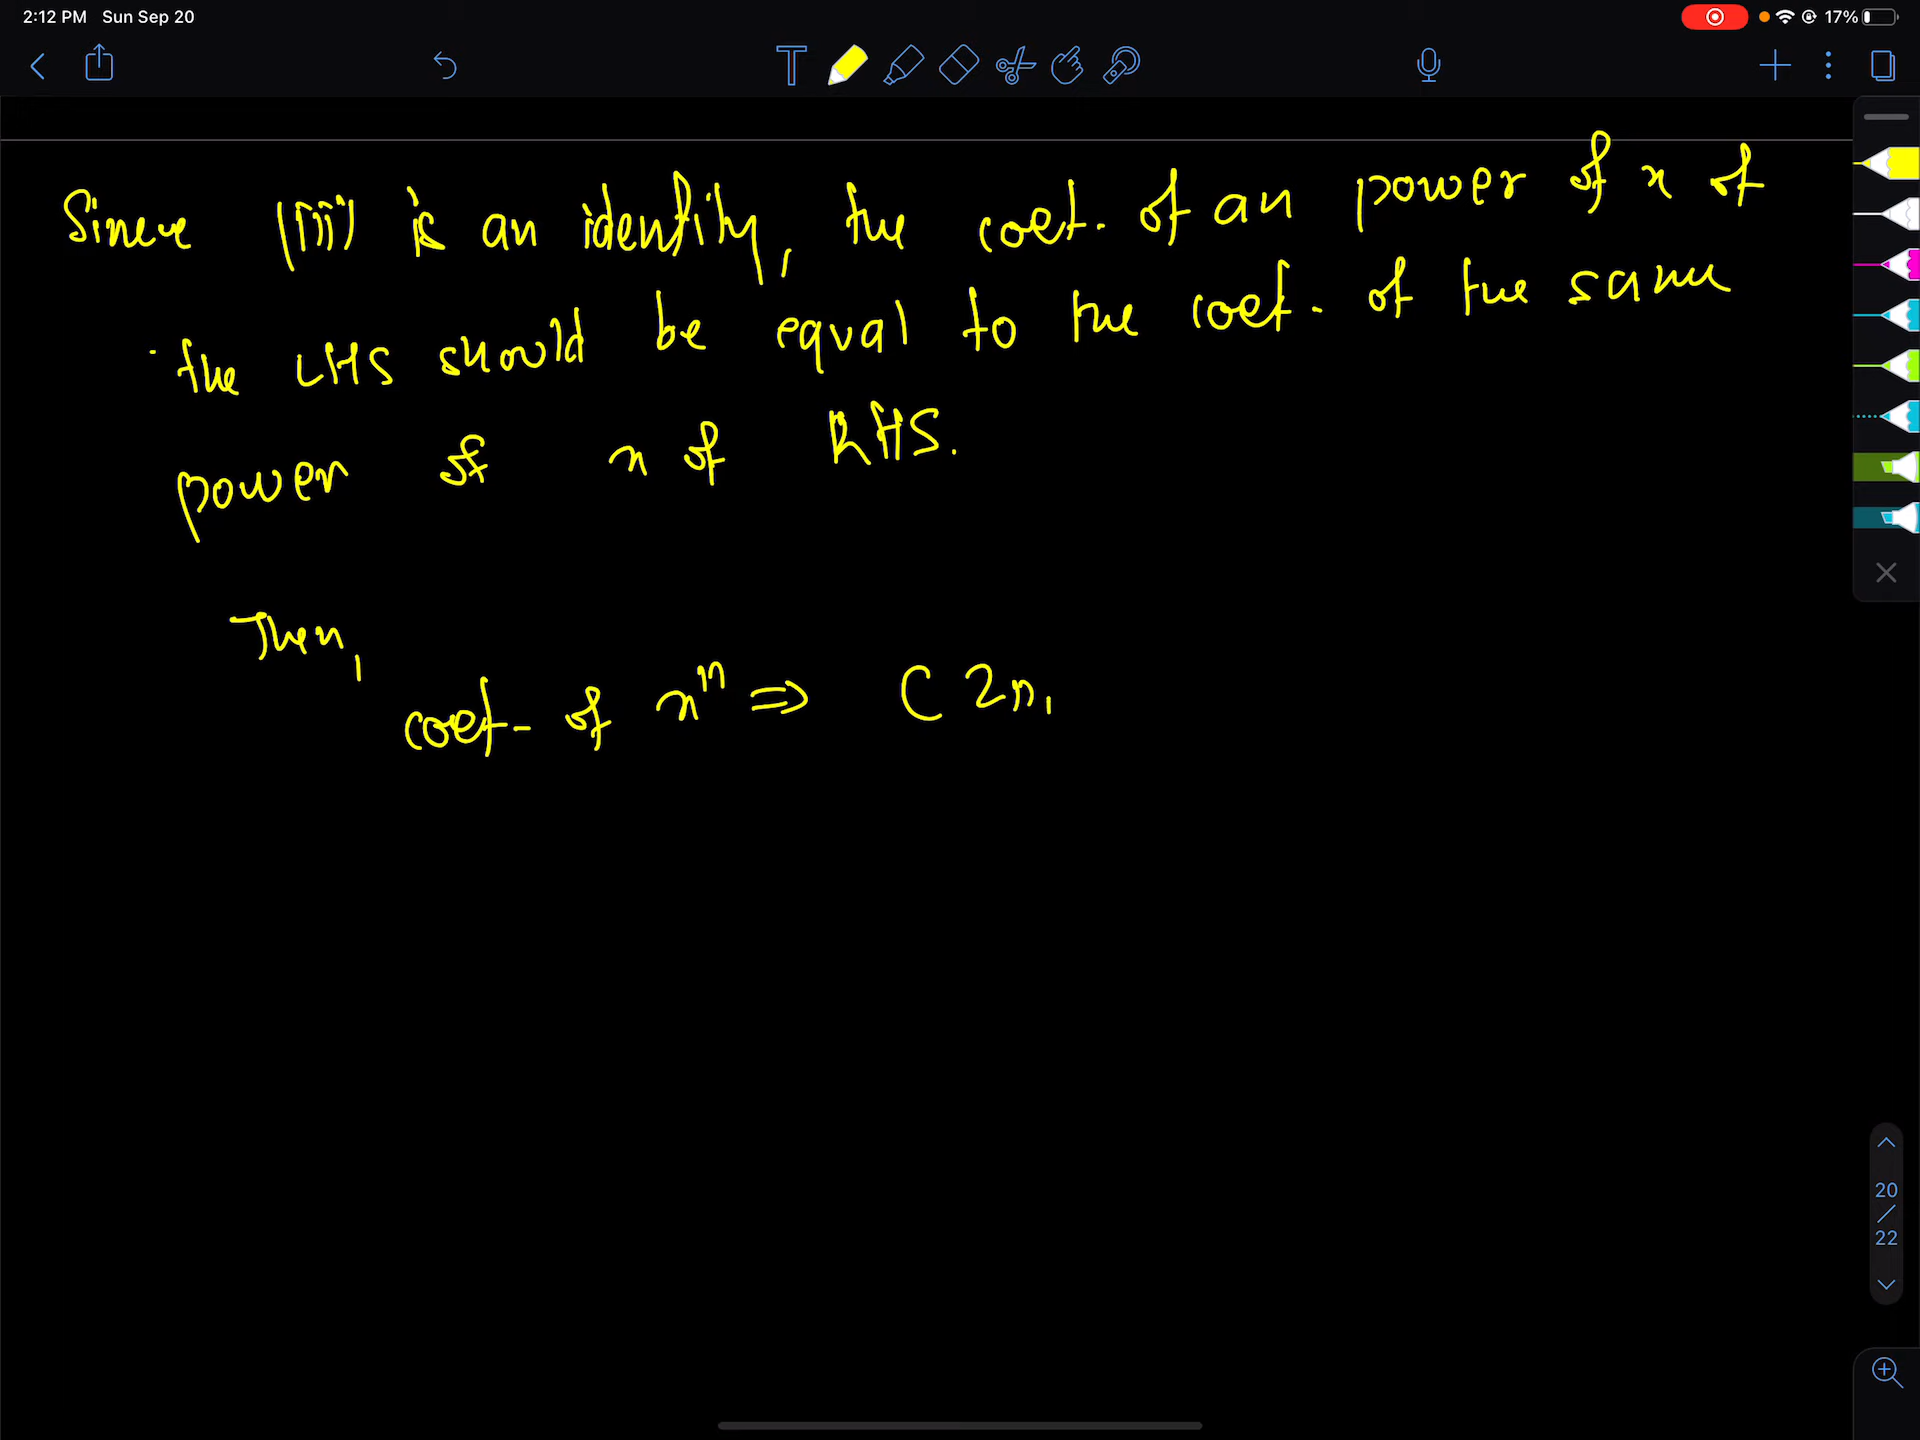 2:12 PM Sun Sep 20
17%
Since (iii) is an identity, the coef. of an power of x of
the LHS should be equal to the coef. of the same
power of x of RHS.
Then,
coef. of xⁿ ⇒ C 2n,
20
/
22